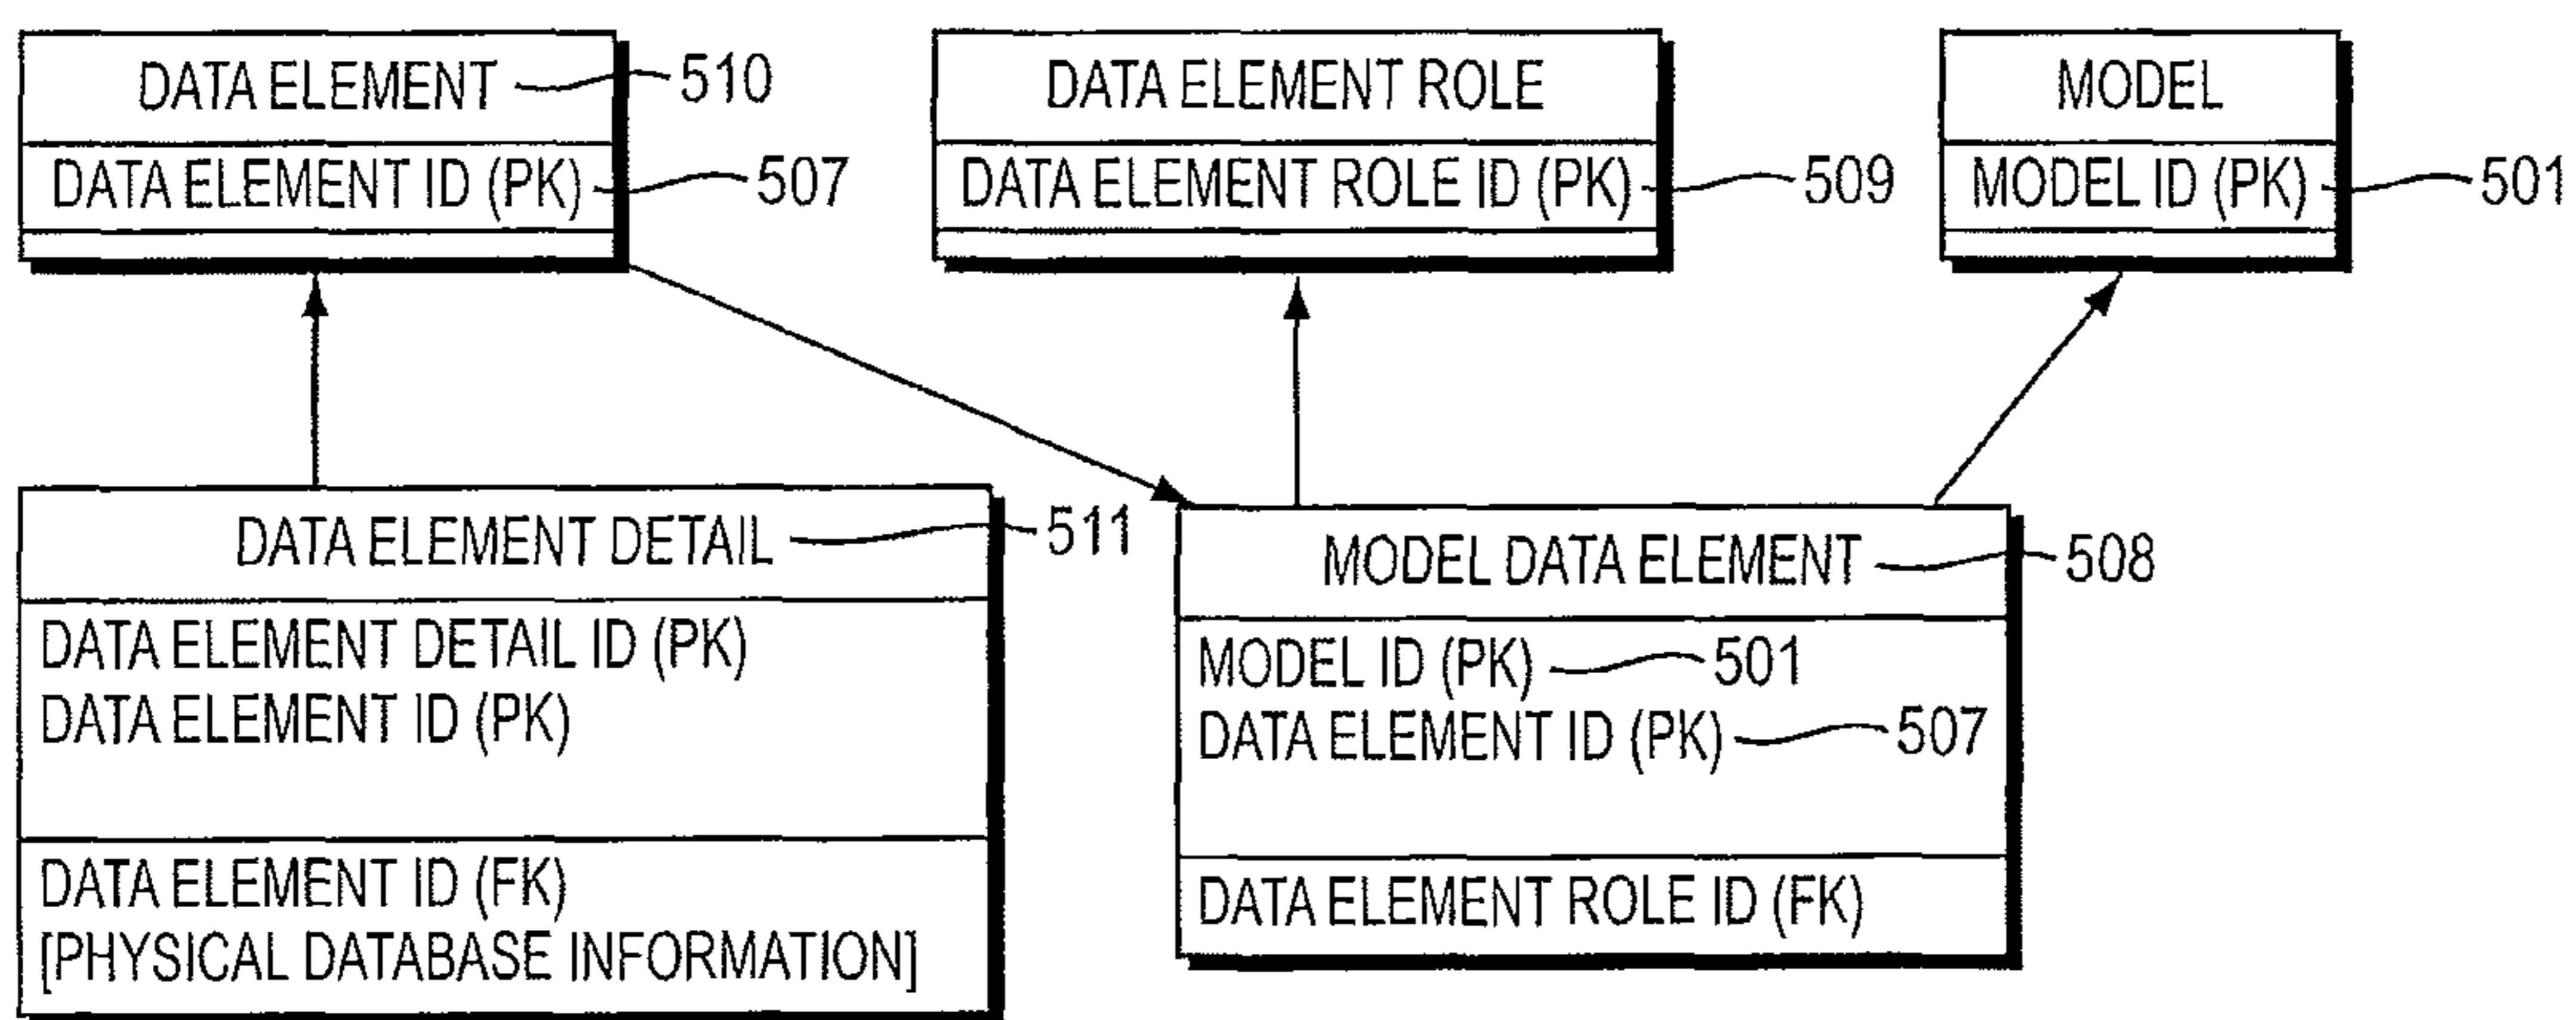 DATA ELEMENT 510
DATA ELEMENT ID (PK) 507
DATA ELEMENT ROLE
DATA ELEMENT ROLE ID (PK) 509
MODEL
MODEL ID (PK) 501
DATA ELEMENT DETAIL 511
DATA ELEMENT DETAIL ID (PK)
DATA ELEMENT ID (PK)
DATA ELEMENT ID (FK)
[PHYSICAL DATABASE INFORMATION]
MODEL DATA ELEMENT 508
MODEL ID (PK) 501
DATA ELEMENT ID (PK) 507
DATA ELEMENT ROLE ID (FK)